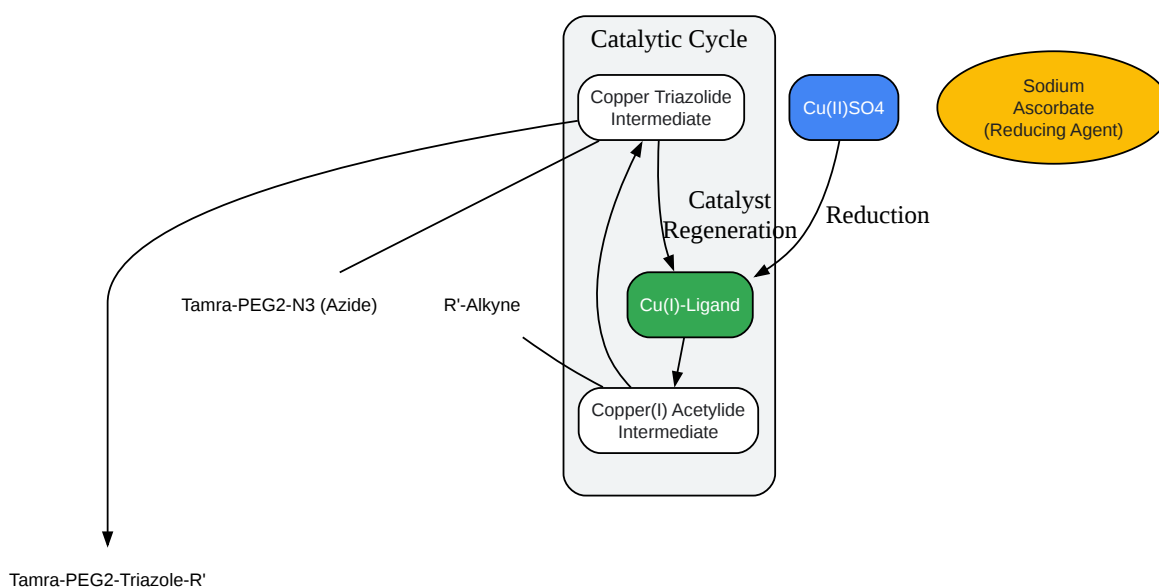 Catalytic Cycle
Copper Triazolide
Intermediate
Cu(II)SO4
Sodium
Ascorbate
(Reducing Agent)
Catalyst
Regeneration
Reduction
Tamra-PEG2-N3 (Azide)
R'-Alkyne
Cu(I)-Ligand
Copper(I) Acetylide
Intermediate
Tamra-PEG2-Triazole-R'